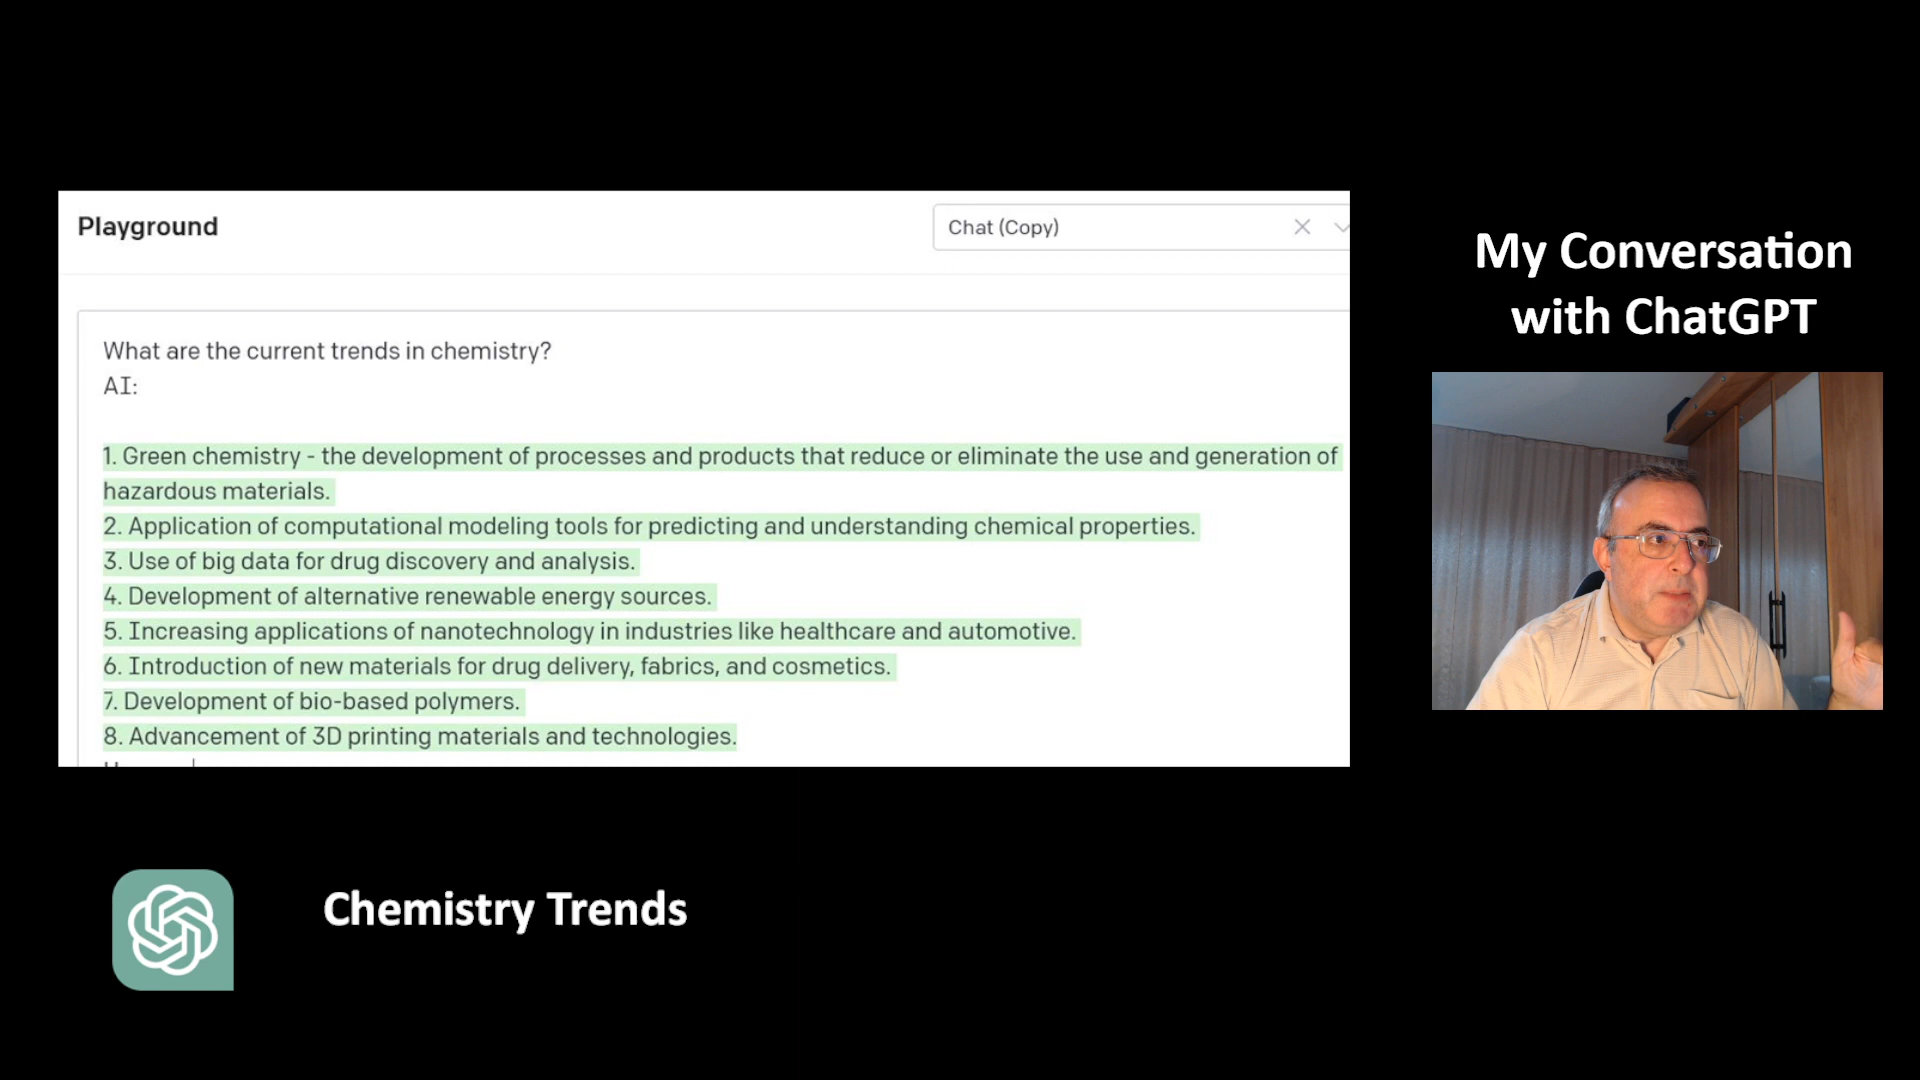 Playground
Chat (Copy)
What are the current trends in chemistry?
AI:
1. Green chemistry - the development of processes and products that reduce or eliminate the use and generation of
hazardous materials.
2. Application of computational modeling tools for predicting and understanding chemical properties.
3. Use of big data for drug discovery and analysis.
4. Development of alternative renewable energy sources.
5. Increasing applications of nanotechnology in industries like healthcare and automotive.
6. Introduction of new materials for drug delivery, fabrics, and cosmetics.
7. Development of bio-based polymers.
8. Advancement of 3D printing materials and technologies.
My Conversation
with ChatGPT
Chemistry Trends